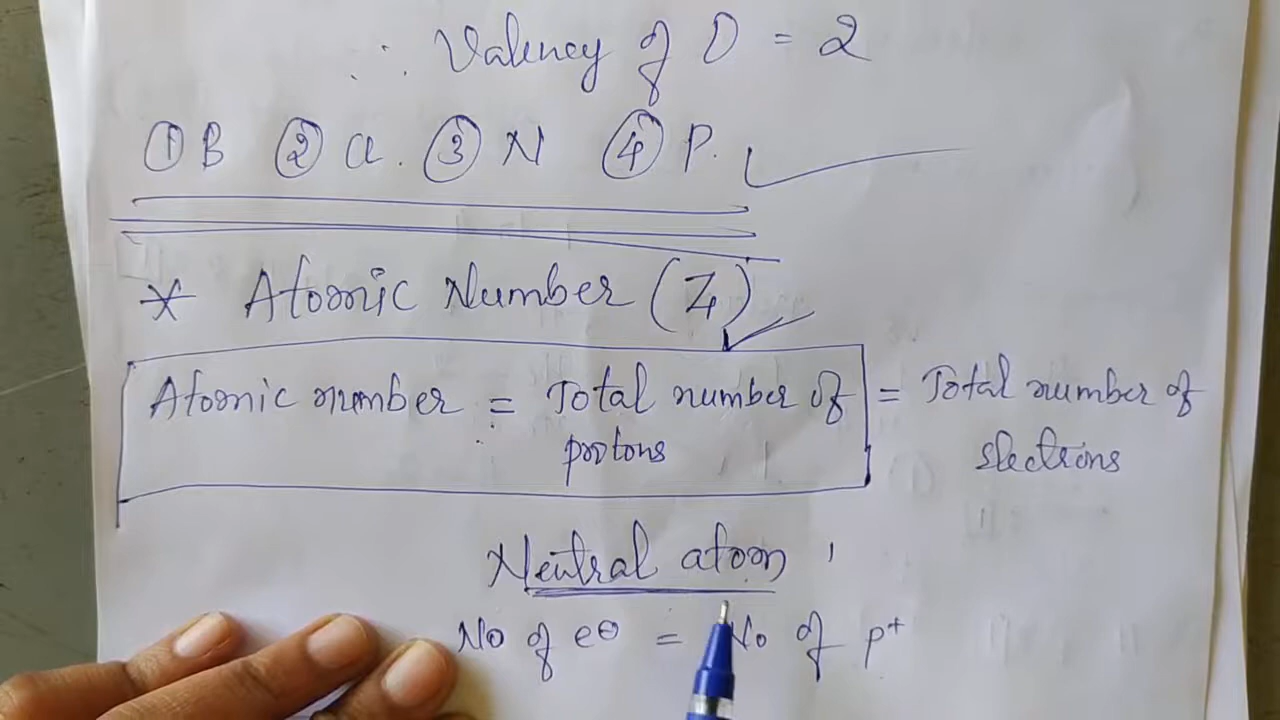 ∴ Valency of O = 2
① B ② Cl. ③ N ④ P.
* Atomic Number (Z)
Atomic number = Total number of = Total number of
protons electrons
Neutral atom
No of e⊖ = No of p⁺